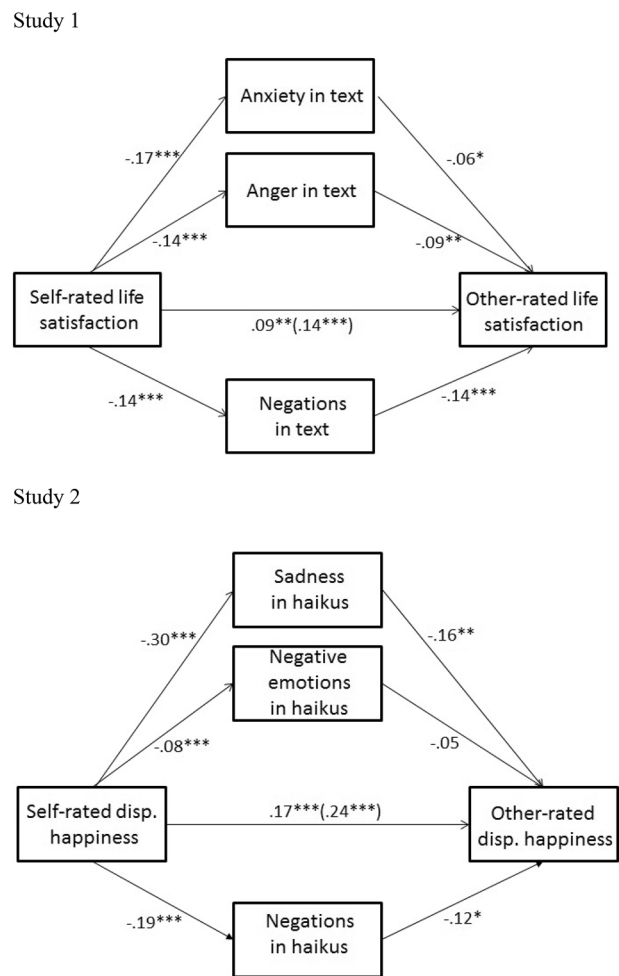 Study 1
Anxiety in text
-.17***
-.06*
Anger in text
-.14***
-.09**
Self-rated life
satisfaction
.09**(.14***)
Other-rated life
satisfaction
-.14***
Negations
in text
-.14***
Study 2
Sadness
in haikus
-.30***
-.16**
Negative
emotions
in haikus
-.08***
-.05
Self-rated disp.
happiness
.17***(.24***)
Other-rated
disp. happiness
-.19***
Negations
in haikus
-.12*